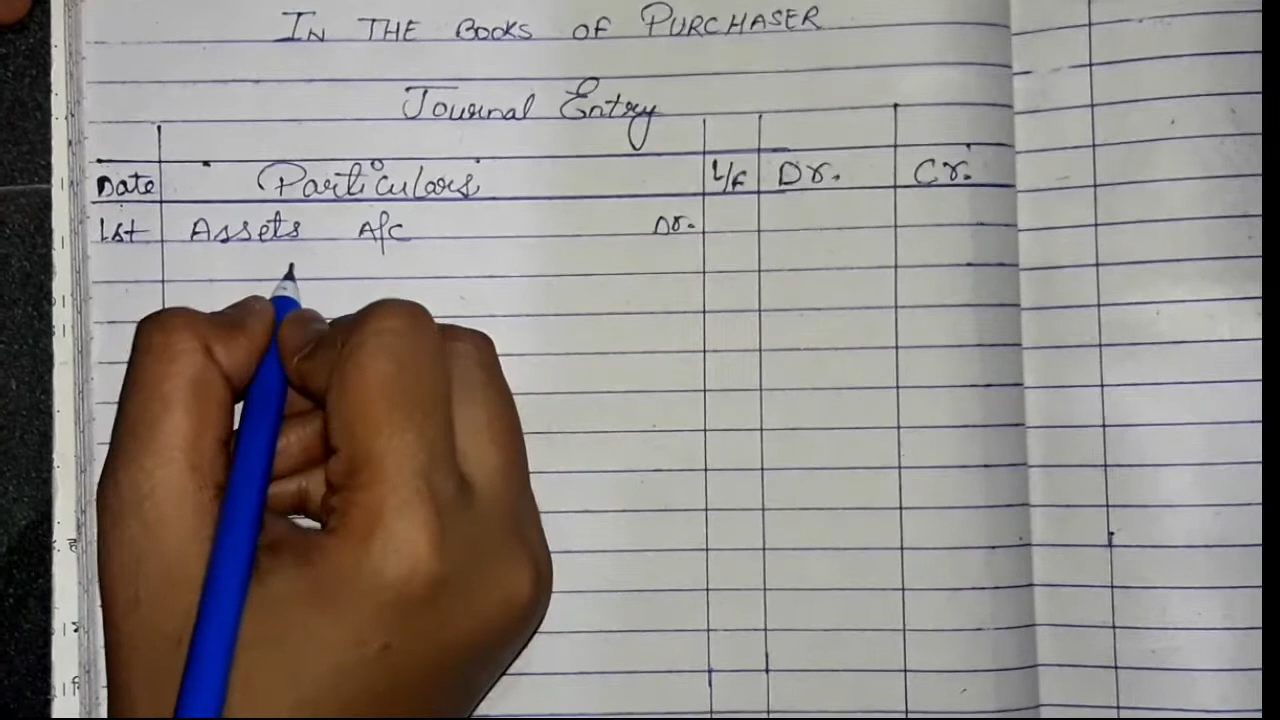 IN THE BOOKS OF PURCHASER
Journal Entry
Date Particulars L/F Dr. Cr.
1st Assets A/C Dr.